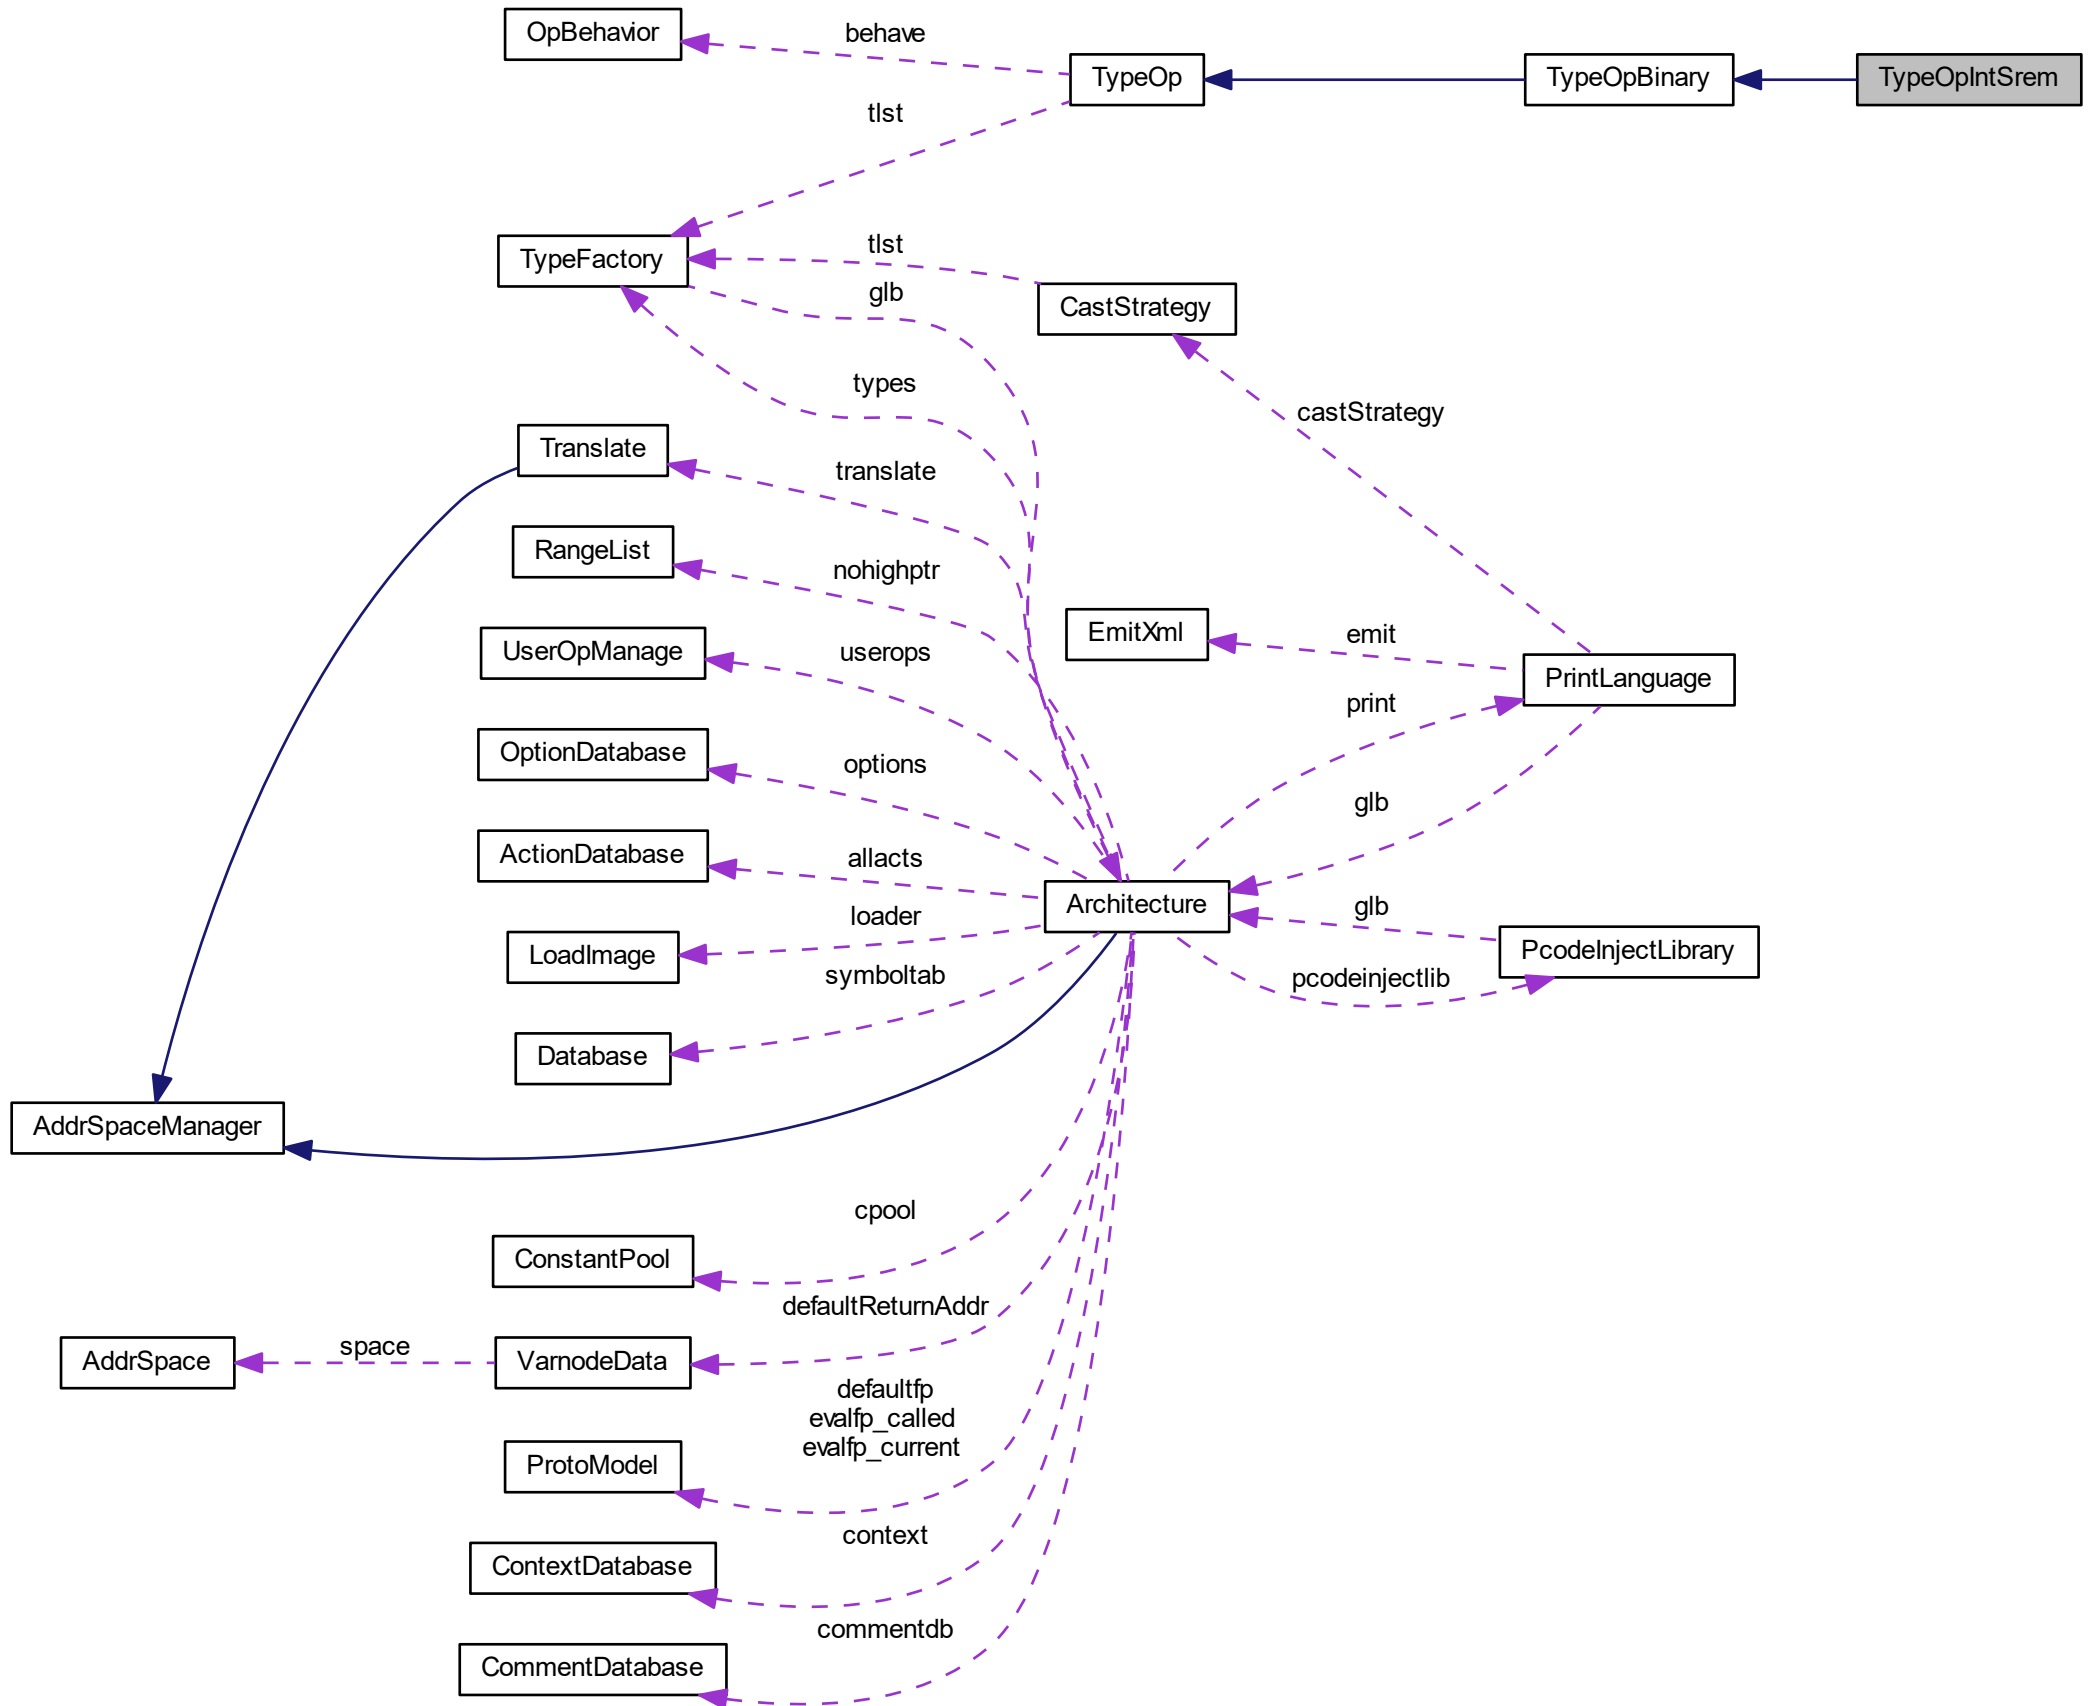 OpBehavior
behave
TypeOp
TypeOpBinary
TypeOpIntSrem
tlst
TypeFactory
tlst
glb
CastStrategy
types
castStrategy
Translate
translate
RangeList
nohighptr
EmitXml
emit
UserOpManage
userops
PrintLanguage
print
OptionDatabase
options
glb
ActionDatabase
allacts
Architecture
glb
loader
LoadImage
PcodeInjectLibrary
symboltab
pcodeinjectlib
Database
AddrSpaceManager
cpool
ConstantPool
defaultReturnAddr
AddrSpace
space
VarnodeData
defaultfp
evalfp_called
evalfp_current
ProtoModel
context
ContextDatabase
commentdb
CommentDatabase